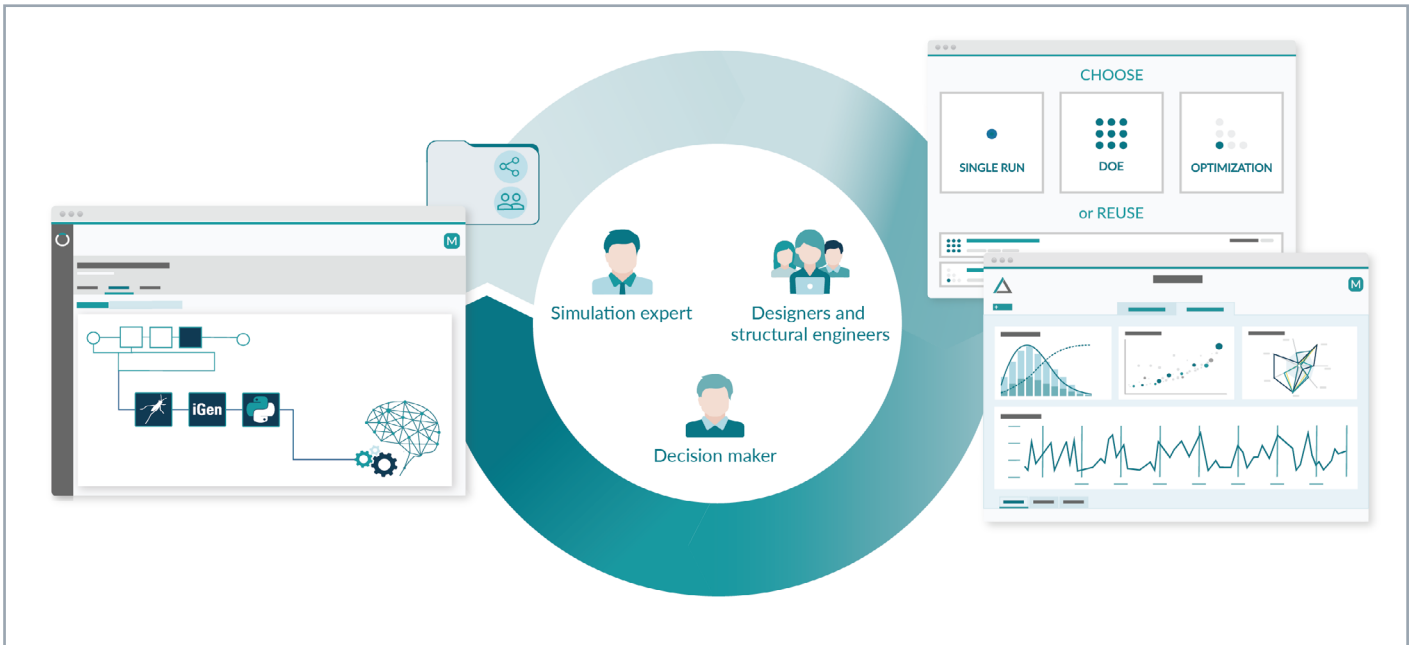 CHOOSE
SINGLE RUN
DOE
OPTIMIZATION
or REUSE
M
iGen
Simulation expert
Designers and
structural engineers
Decision maker
M